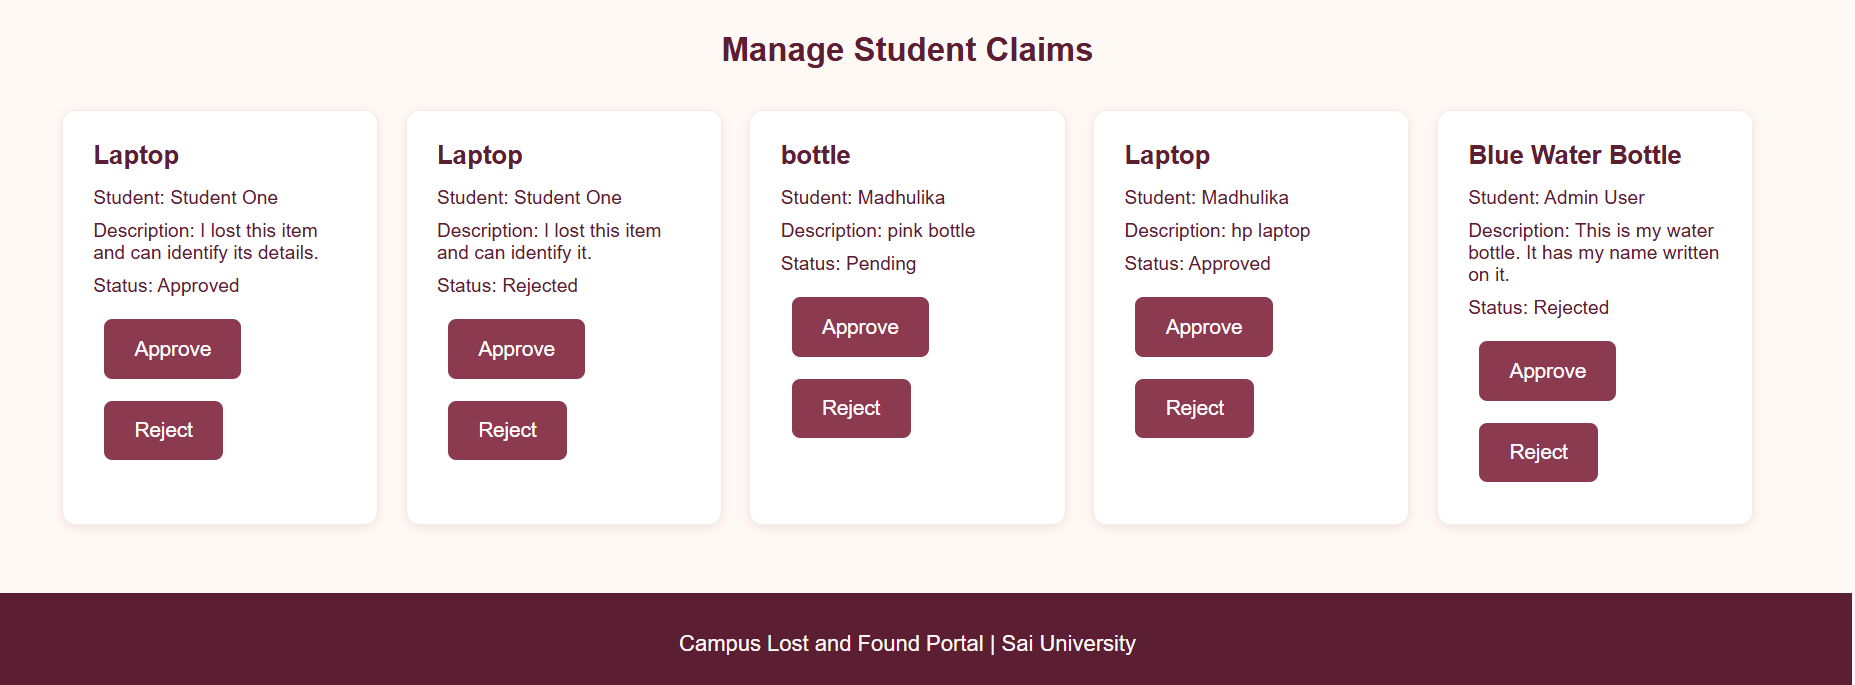 Manage Student Claims
Laptop
Student: Student One
Description: I lost this item
and can identify its details.
Status: Approved
Approve
Reject
Laptop
Student: Student One
Description: I lost this item
and can identify it.
Status: Rejected
Approve
Reject
bottle
Student: Madhulika
Description: pink bottle
Status: Pending
Approve
Reject
Laptop
Student: Madhulika
Description: hp laptop
Status: Approved
Approve
Reject
Blue Water Bottle
Student: Admin User
Description: This is my water
bottle. It has my name written
on it.
Status: Rejected
Approve
Reject
Campus Lost and Found Portal | Sai University